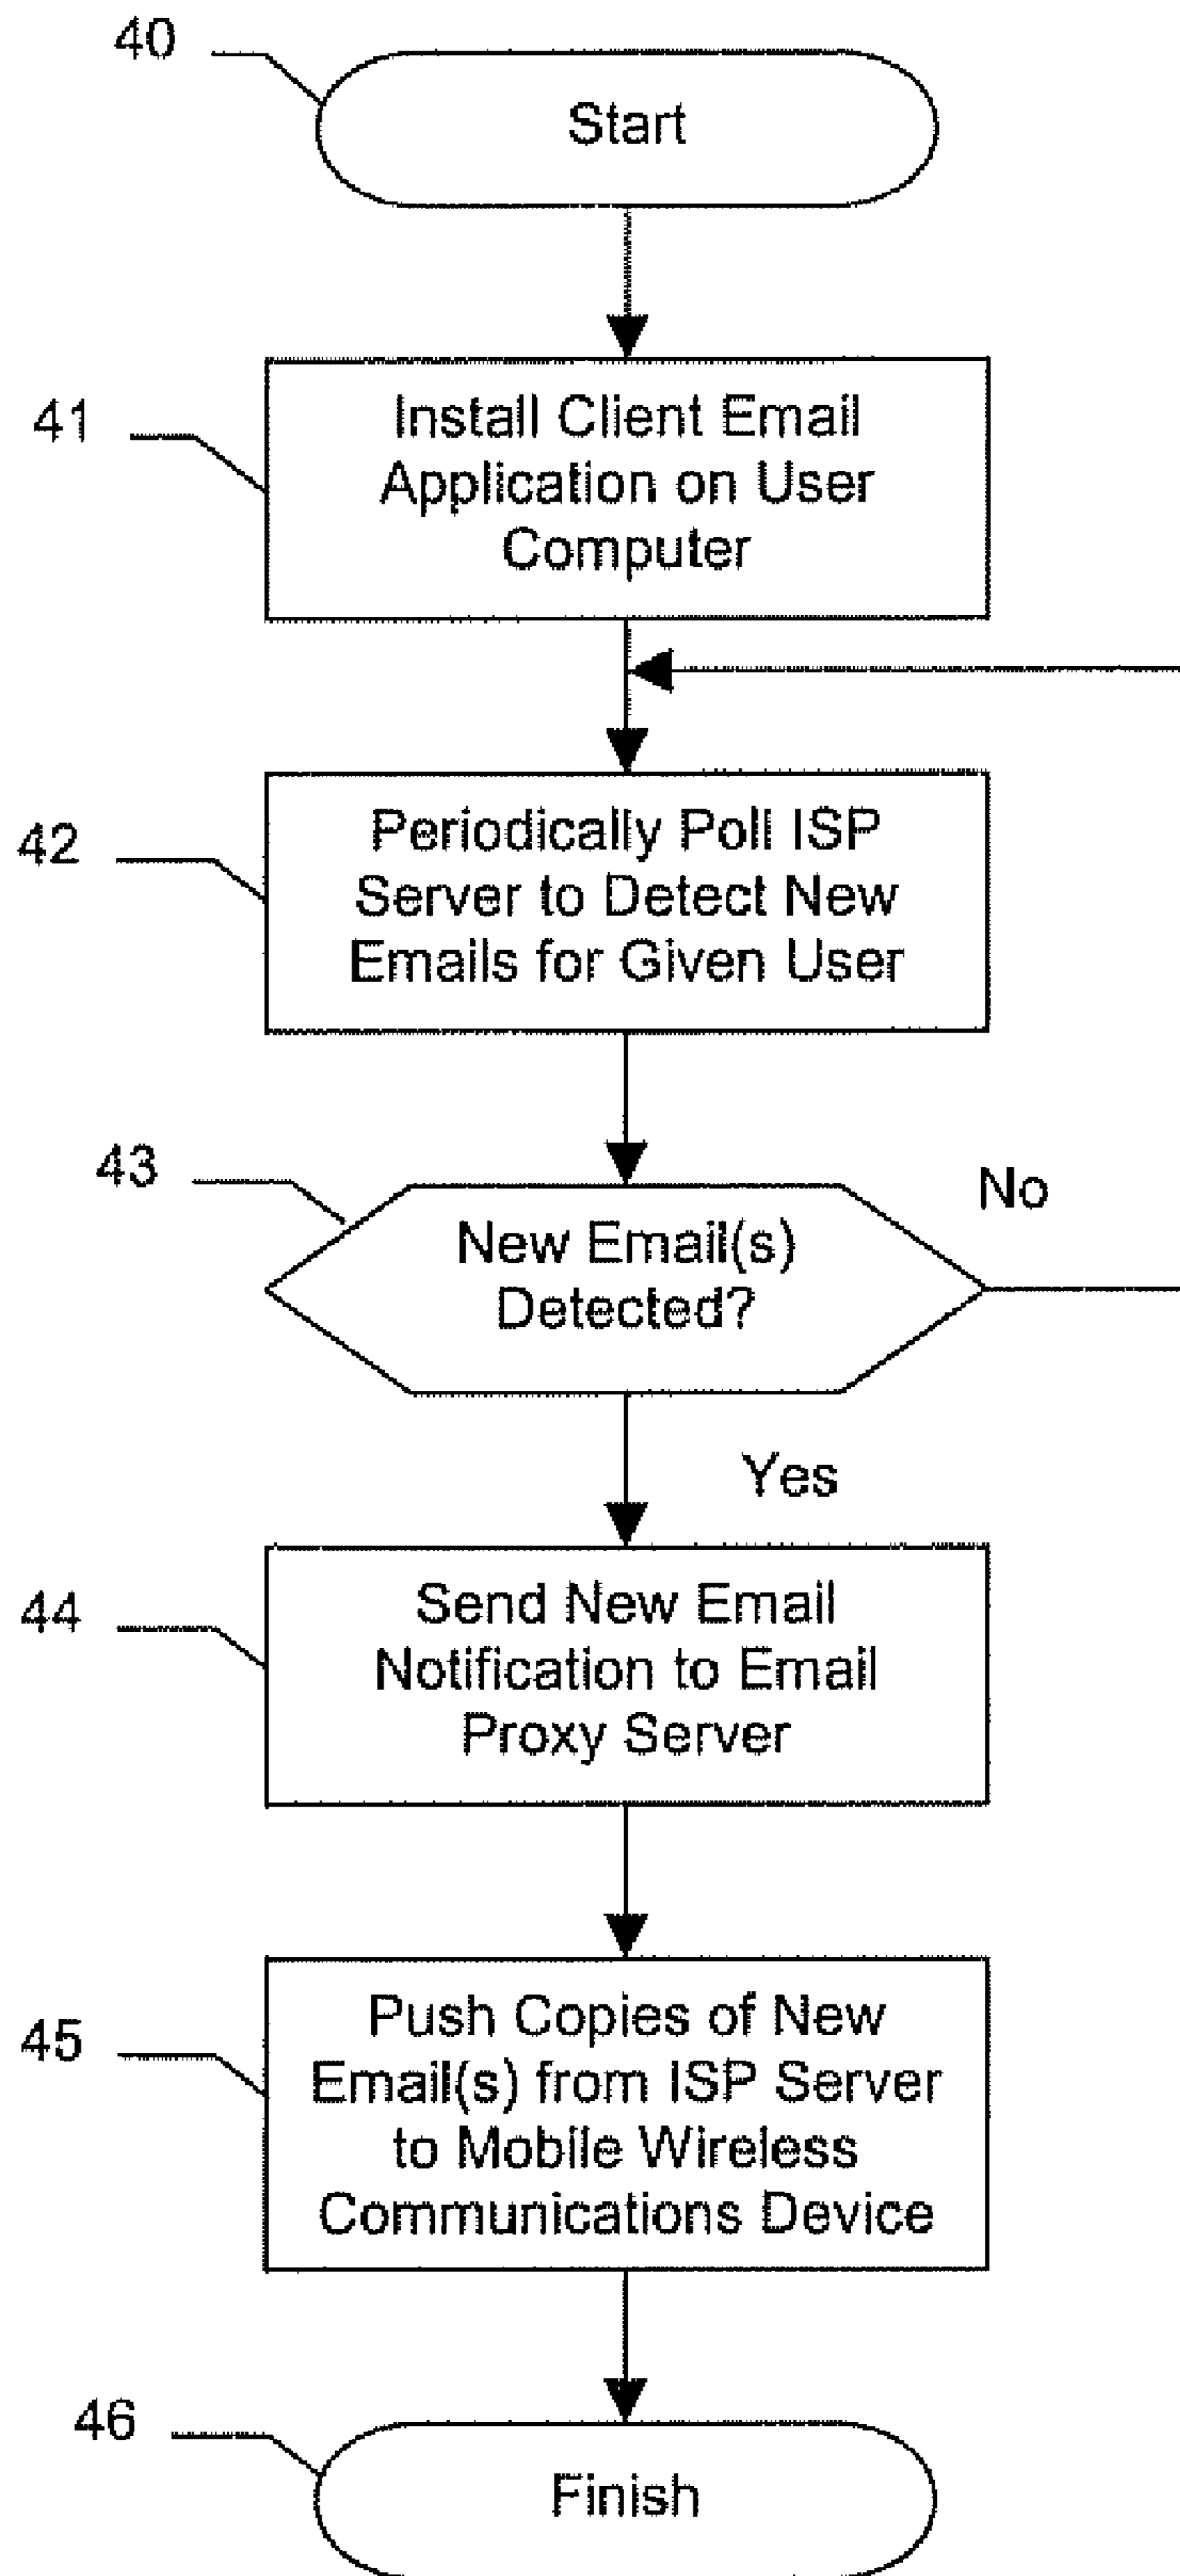 40
Start
41
Install Client Email
Application on User
Computer
42
Periodically Poll ISP
Server to Detect New
Emails for Given User
43
New Email(s)
Detected?
No
Yes
44
Send New Email
Notification to Email
Proxy Server
45
Push Copies of New
Email(s) from ISP Server
to Mobile Wireless
Communications Device
46
Finish